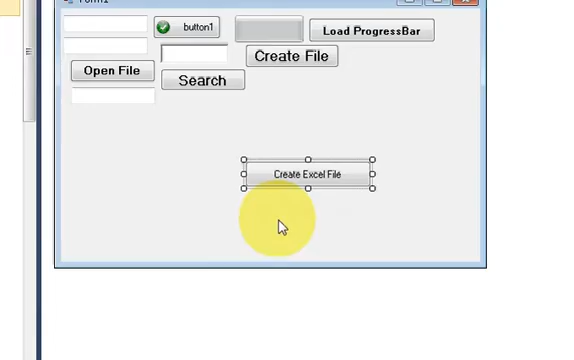 Form1
button1
Load ProgressBar
Create File
Open File
Search
Create Excel File